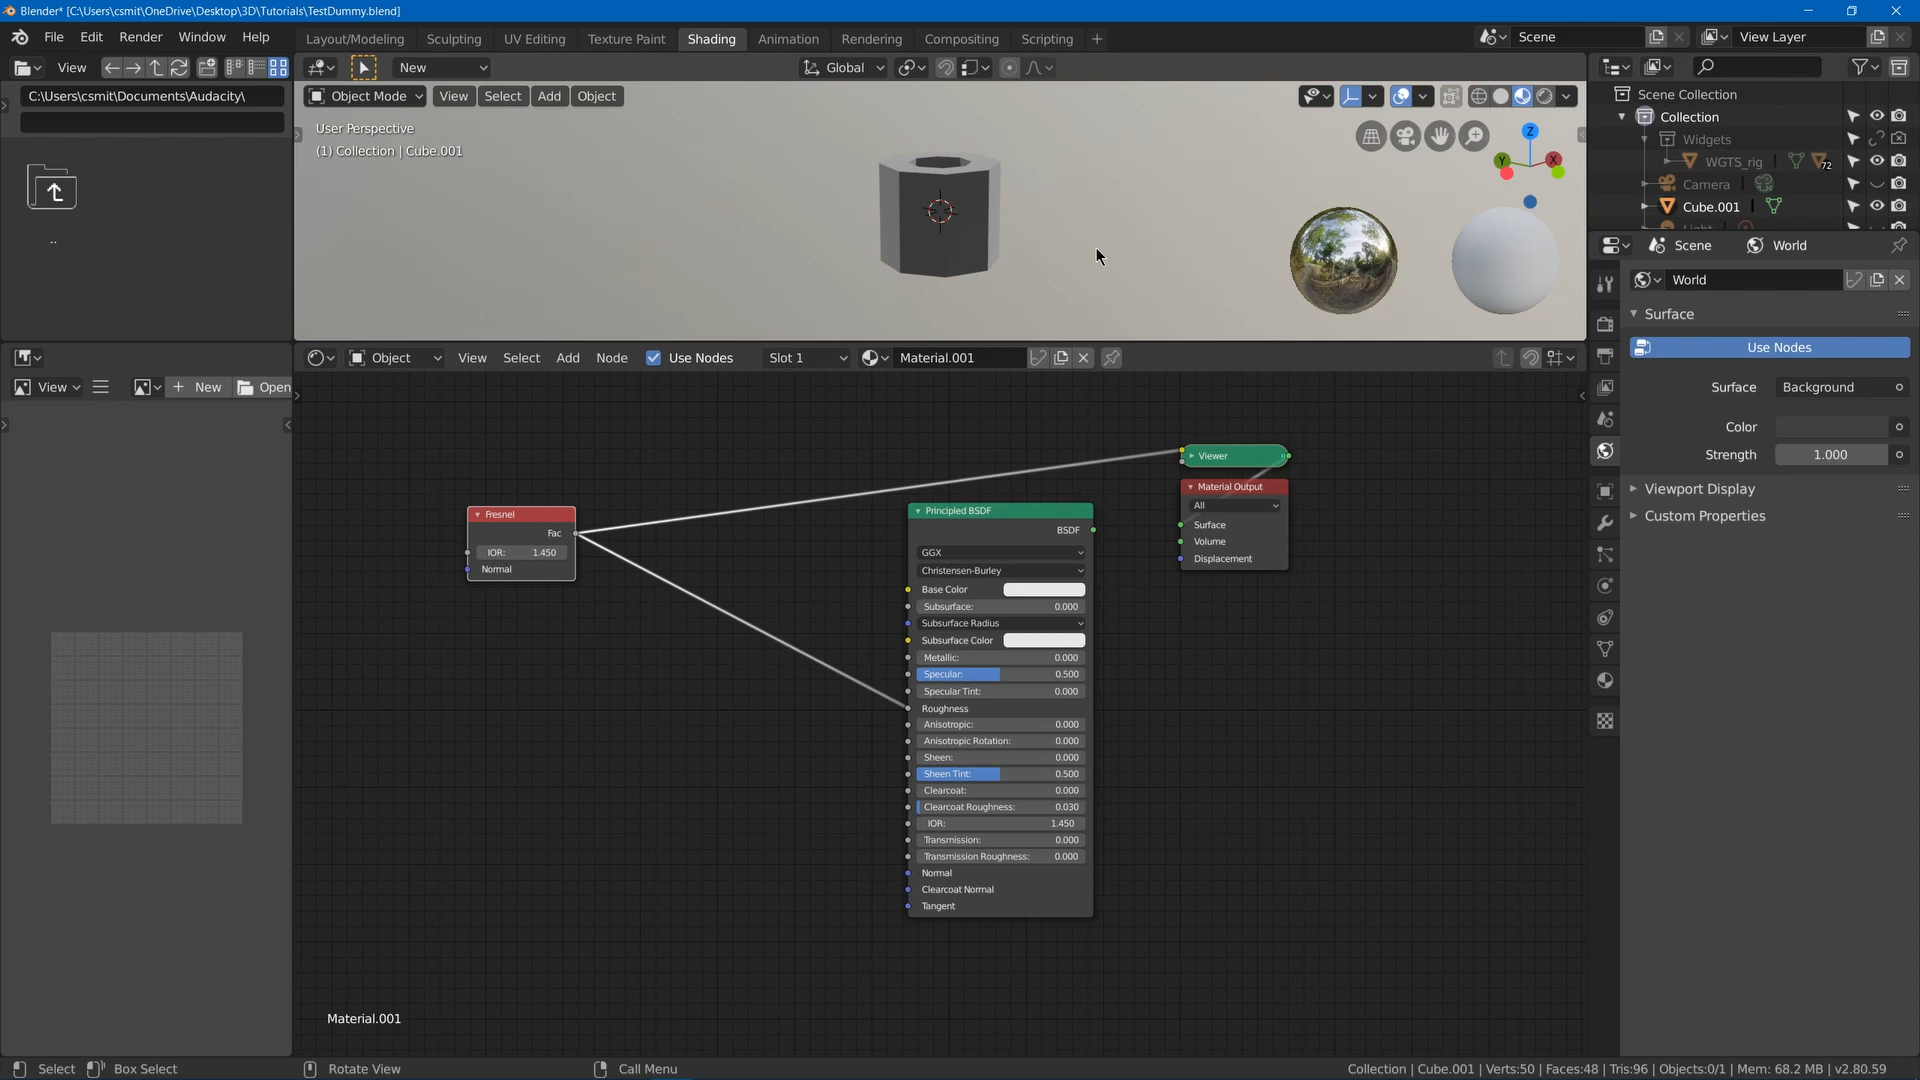 Blender* [C:\Users\csmit\OneDrive\Desktop\3D\Tutorials\TestDummy.blend]
File Edit Render Window Help
Layout/Modeling Sculpting UV Editing Texture Paint Shading Animation Rendering Compositing Scripting +
Scene
View Layer
View
New
Global
C:\Users\csmit\Documents\Audacity\
..
Object Mode View Select Add Object
User Perspective
(1) Collection | Cube.001
Z
Y
X
Scene Collection
Collection
Widgets
WGTS_rig
72
Camera
Cube.001
Scene
World
World
Surface
Use Nodes
Surface
Background
Color
Strength
1.000
Viewport Display
Custom Properties
View
New
Open
Object View Select Add Node Use Nodes Slot 1 Material.001
Viewer
Material Output
All
Surface
Volume
Displacement
Fresnel
Fac
IOR: 1.450
Normal
Principled BSDF
BSDF
GGX
Christensen-Burley
Base Color
Subsurface: 0.000
Subsurface Radius
Subsurface Color
Metallic: 0.000
Specular: 0.500
Specular Tint: 0.000
Roughness
Anisotropic: 0.000
Anisotropic Rotation: 0.000
Sheen: 0.000
Sheen Tint: 0.500
Clearcoat: 0.000
Clearcoat Roughness: 0.030
IOR: 1.450
Transmission: 0.000
Transmission Roughness: 0.000
Normal
Clearcoat Normal
Tangent
Material.001
Select
Box Select
Rotate View
Call Menu
Collection | Cube.001 | Verts:50 | Faces:48 | Tris:96 | Objects:0/1 | Mem: 68.2 MB | v2.80.59